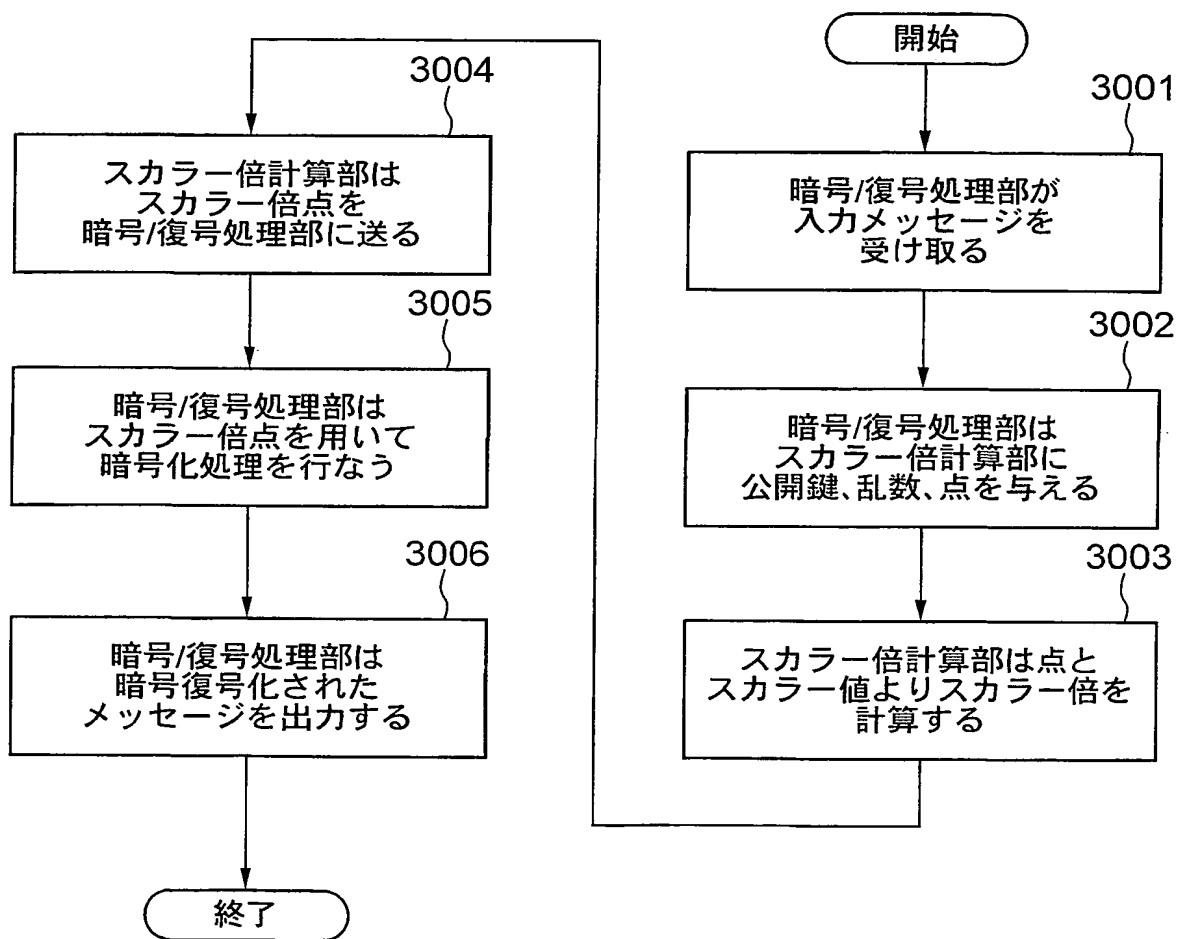 開始
3001
暗号/復号処理部が
入力メッセージを
受け取る
3002
暗号/復号処理部は
スカラー倍計算部に
公開鍵、乱数、点を与える
3003
スカラー倍計算部は点と
スカラー値よりスカラー倍を
計算する
3004
スカラー倍計算部は
スカラー倍点を
暗号/復号処理部に送る
3005
暗号/復号処理部は
スカラー倍点を用いて
暗号化処理を行なう
3006
暗号/復号処理部は
暗号復号化された
メッセージを出力する
終了